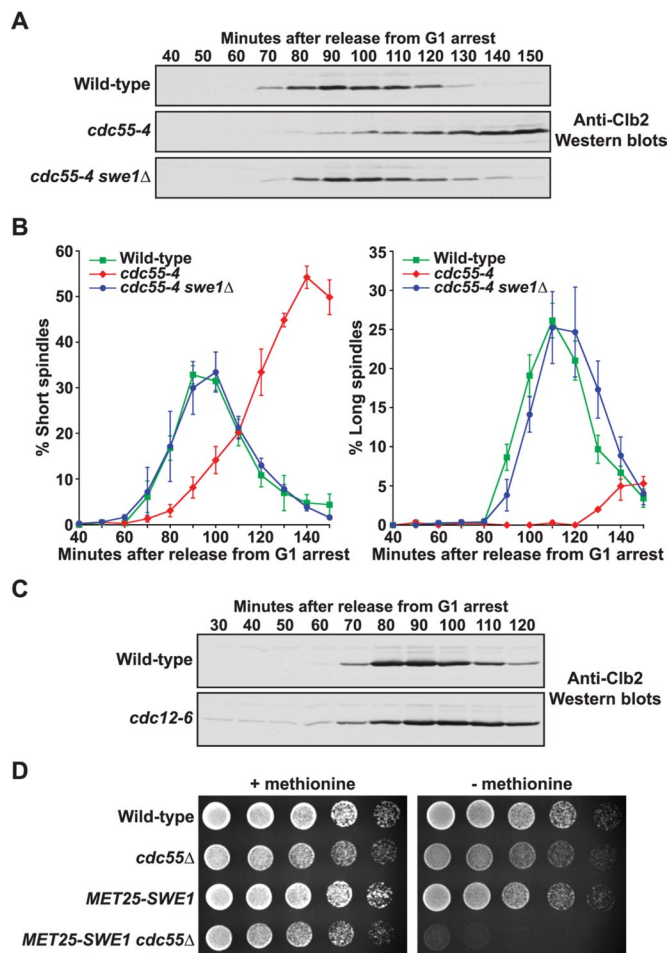 A
Minutes after release from G1 arrest
40 50 60 70 80 90 100 110 120 130 140 150
Wild-type
cdc55-4
cdc55-4 swe1Δ
Anti-Clb2
Western blots
B
Wild-type
cdc55-4
cdc55-4 swe1Δ
% Short spindles
60
50
40
30
20
10
0
40 60 80 100 120 140
Minutes after release from G1 arrest
Wild-type
cdc55-4
cdc55-4 swe1Δ
% Long spindles
35
30
25
20
15
10
5
0
40 60 80 100 120 140
Minutes after release from G1 arrest
C
Minutes after release from G1 arrest
30 40 50 60 70 80 90 100 110 120
Wild-type
cdc12-6
Anti-Clb2
Western blots
D
+ methionine
- methionine
Wild-type
cdc55Δ
MET25-SWE1
MET25-SWE1 cdc55Δ